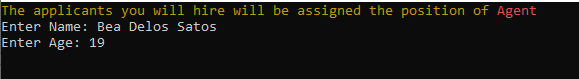 The applicants you will hire will be assigned the position of Agent
Enter Name: Bea Delos Satos
Enter Age: 19